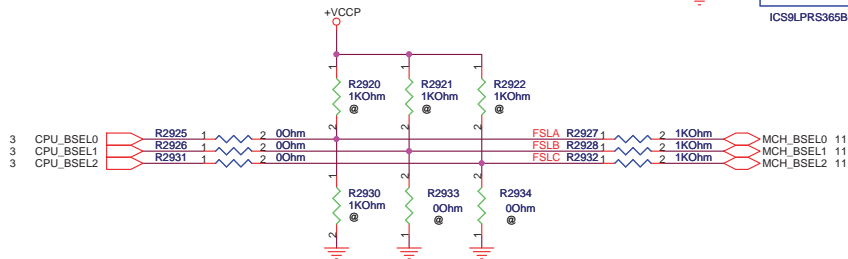 ICS9LPRS365B
+VCCP
1 1 1
R2920 R2921 R2922
1KOhm 1KOhm 1KOhm
@ @ @
2 2 2
3 CPU_BSEL0 R2925 1 2 0Ohm FSLA R2927 1 2 1KOhm MCH_BSEL0 11
3 CPU_BSEL1 R2926 1 2 0Ohm FSLB R2928 1 2 1KOhm MCH_BSEL1 11
3 CPU_BSEL2 R2931 1 2 0Ohm FSLC R2932 1 2 1KOhm MCH_BSEL2 11
1 2 2
R2930 R2933 R2934
1KOhm 0Ohm 0Ohm
@ @ @
2 1 1